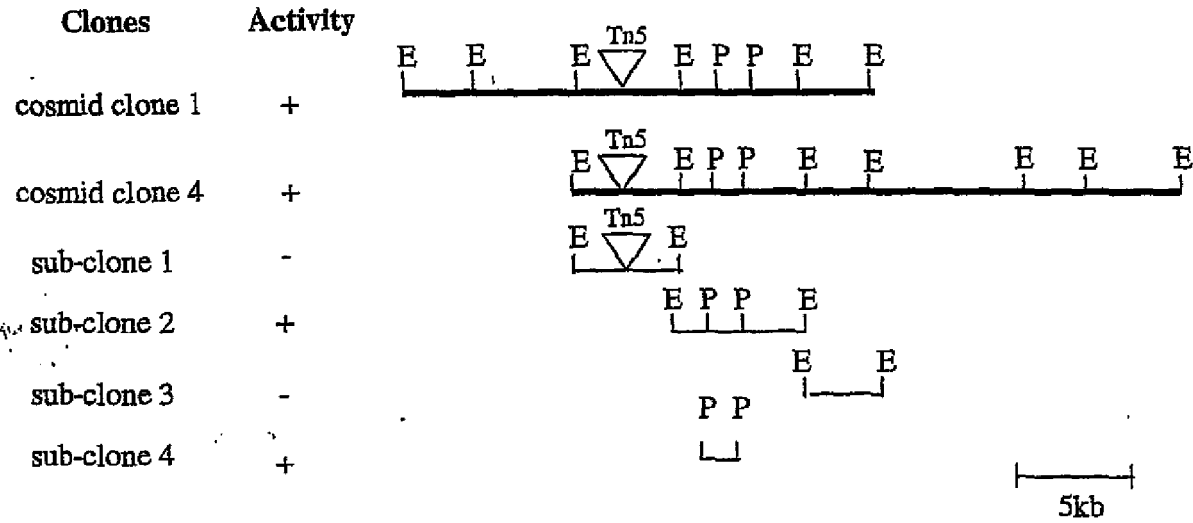 Clones Activity
Tn5
E E E E P P E E
cosmid clone 1 +
Tn5
E E P P E E E E E
cosmid clone 4 +
Tn5
E E
sub-clone 1 -
E P P E
sub-clone 2 +
E E
sub-clone 3 -
P P
sub-clone 4 +
5kb